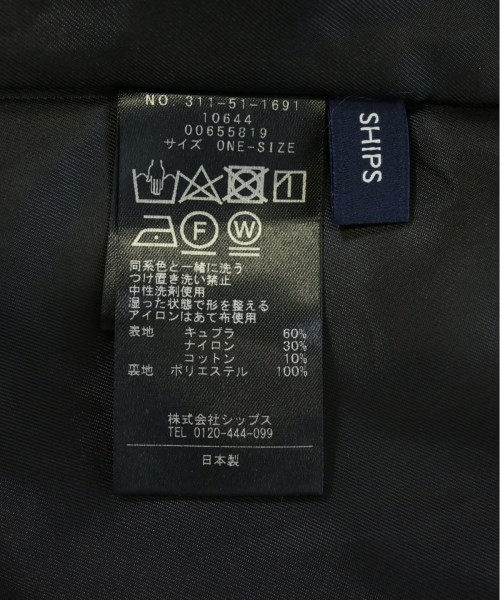 NO. 311-51-1691
10644
00655819
サイズ ONE-SIZE
F
W
同系色と一緒に洗う
つけ置き洗い禁止
中性洗剤使用
湿った状態で形を整える
アイロンはあて布使用
表地 キュプラ 60%
ナイロン 30%
コットン 10%
裏地 ポリエステル 100%
株式会社シップス
TEL 0120-444-099
日本製
SHIPS